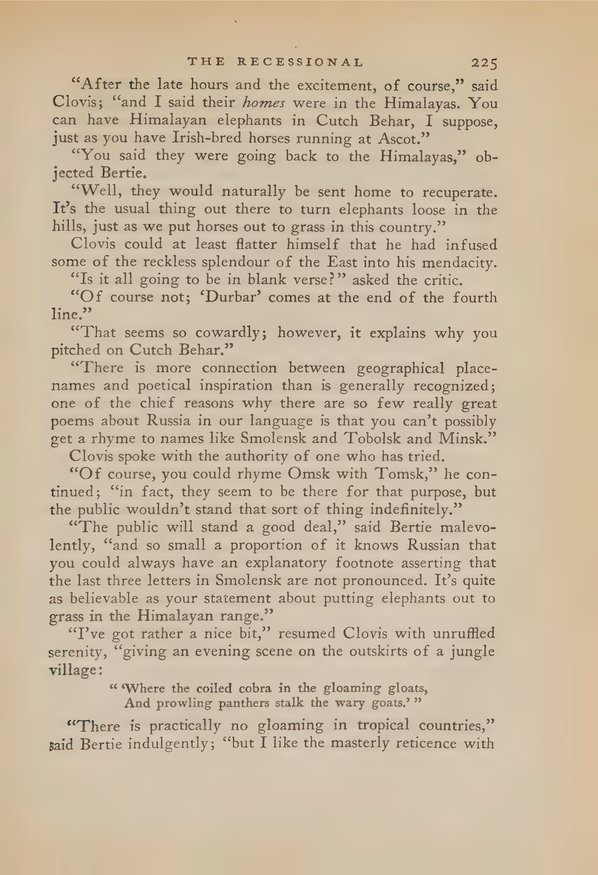 THE RECESSIONAL 225
“After the late hours and the excitement, of course,” said
Clovis; “and I said their homes were in the Himalayas. You
can have Himalayan elephants in Cutch Behar, I suppose,
just as you have Irish-bred horses running at Ascot.”
“You said they were going back to the Himalayas,” ob-
jected Bertie.
“Well, they would naturally be sent home to recuperate.
It’s the usual thing out there to turn elephants loose in the
hills, just as we put horses out to grass in this country.”
Clovis could at least flatter himself that he had infused
some of the reckless splendour of the East into his mendacity.
“Is it all going to be in blank verse?” asked the critic.
“Of course not; ‘Durbar’ comes at the end of the fourth
line.”
“That seems so cowardly; however, it explains why you
pitched on Cutch Behar.”
“There is more connection between geographical place-
names and poetical inspiration than is generally recognized;
one of the chief reasons why there are so few really great
poems about Russia in our language is that you can’t possibly
get a rhyme to names like Smolensk and Tobolsk and Minsk.”
Clovis spoke with the authority of one who has tried.
“Of course, you could rhyme Omsk with Tomsk,” he con-
tinued; “in fact, they seem to be there for that purpose, but
the public wouldn’t stand that sort of thing indefinitely.”
“The public will stand a good deal,” said Bertie malevo-
lently, “and so small a proportion of it knows Russian that
you could always have an explanatory footnote asserting that
the last three letters in Smolensk are not pronounced. It’s quite
as believable as your statement about putting elephants out to
grass in the Himalayan range.”
“I’ve got rather a nice bit,” resumed Clovis with unruffled
serenity, “giving an evening scene on the outskirts of a jungle
village:
“ ‘Where the coiled cobra in the gloaming gloats,
And prowling panthers stalk the wary goats.’ ”
“There is practically no gloaming in tropical countries,”
said Bertie indulgently; “but I like the masterly reticence with